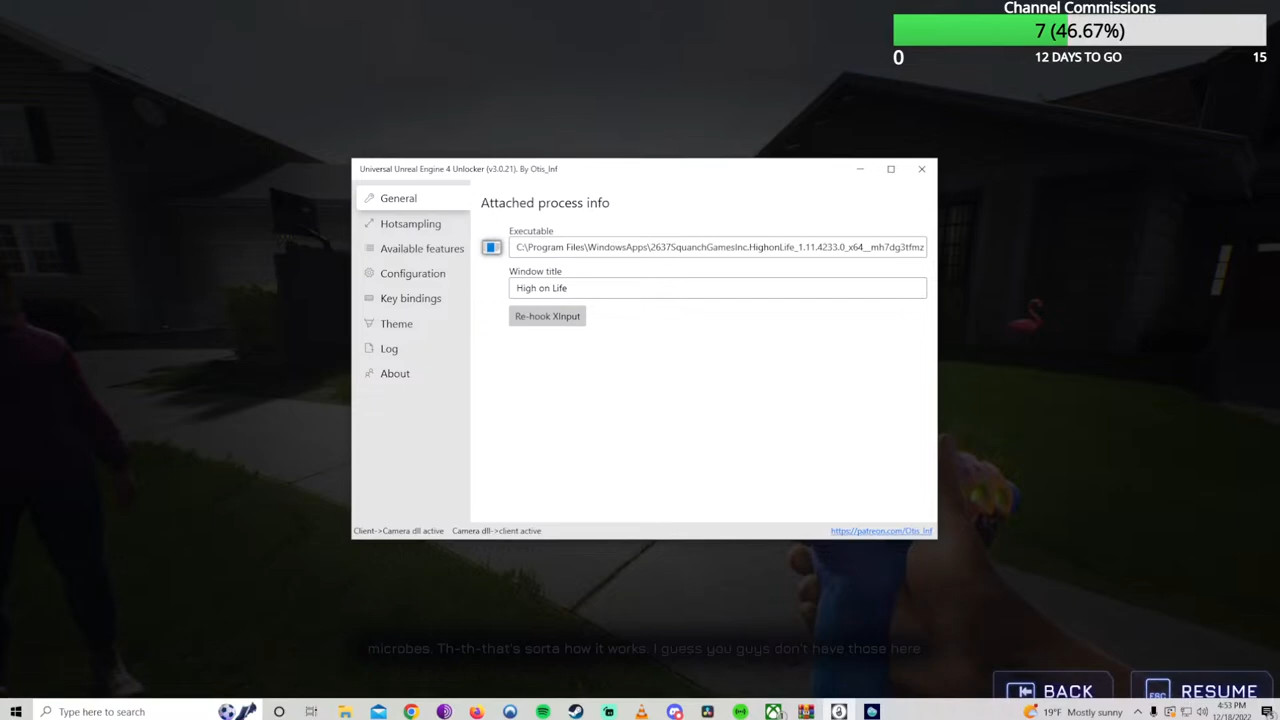 Channel Commissions
7 (46.67%)
0 12 DAYS TO GO 15
Universal Unreal Engine 4 Unlocker (v3.0.21). By Otis_Inf
General
Hotsampling
Available features
Configuration
Key bindings
Theme
Log
About
Attached process info
Executable
C:\Program Files\WindowsApps\2637SquanchGamesInc.HighonLife_1.11.4233.0_x64__mh7dg3tfmz
Window title
High on Life
Re-hook XInput
Client->Camera dll active Camera dll->client active https://patreon.com/Otis_Inf
microbes. Th-th-that's sorta how it works. I guess you guys don't have those here
BACK ESC RESUME
Type here to search
19°F Mostly sunny
4:53 PM
12/18/2022